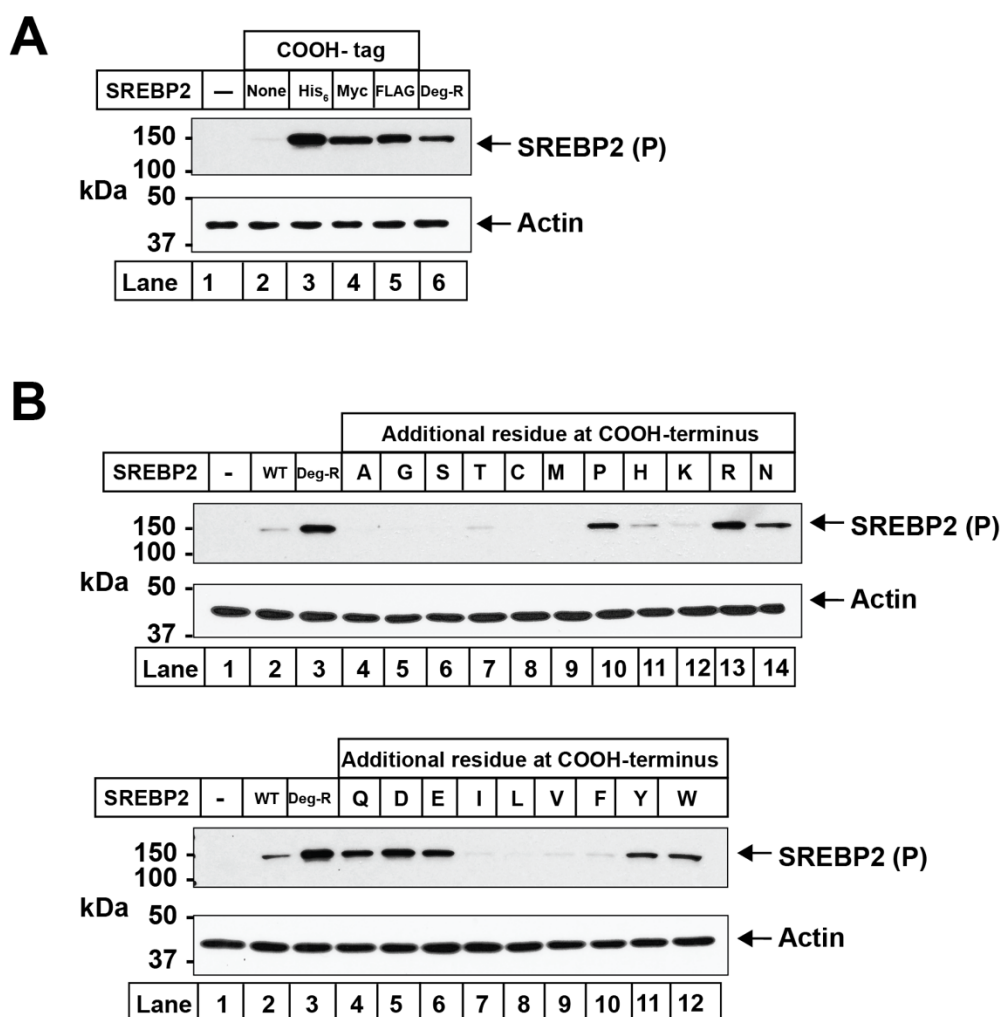 A
COOH- tag
SREBP2 — None His6 Myc FLAG Deg-R
150
SREBP2 (P)
100
kDa
50
Actin
37
Lane 1 2 3 4 5 6
B
Additional residue at COOH-terminus
SREBP2 - WT Deg-R A G S T C M P H K R N
150
SREBP2 (P)
100
kDa
50
Actin
37
Lane 1 2 3 4 5 6 7 8 9 10 11 12 13 14
Additional residue at COOH-terminus
SREBP2 - WT Deg-R Q D E I L V F Y W
150
SREBP2 (P)
100
kDa
50
Actin
37
Lane 1 2 3 4 5 6 7 8 9 10 11 12